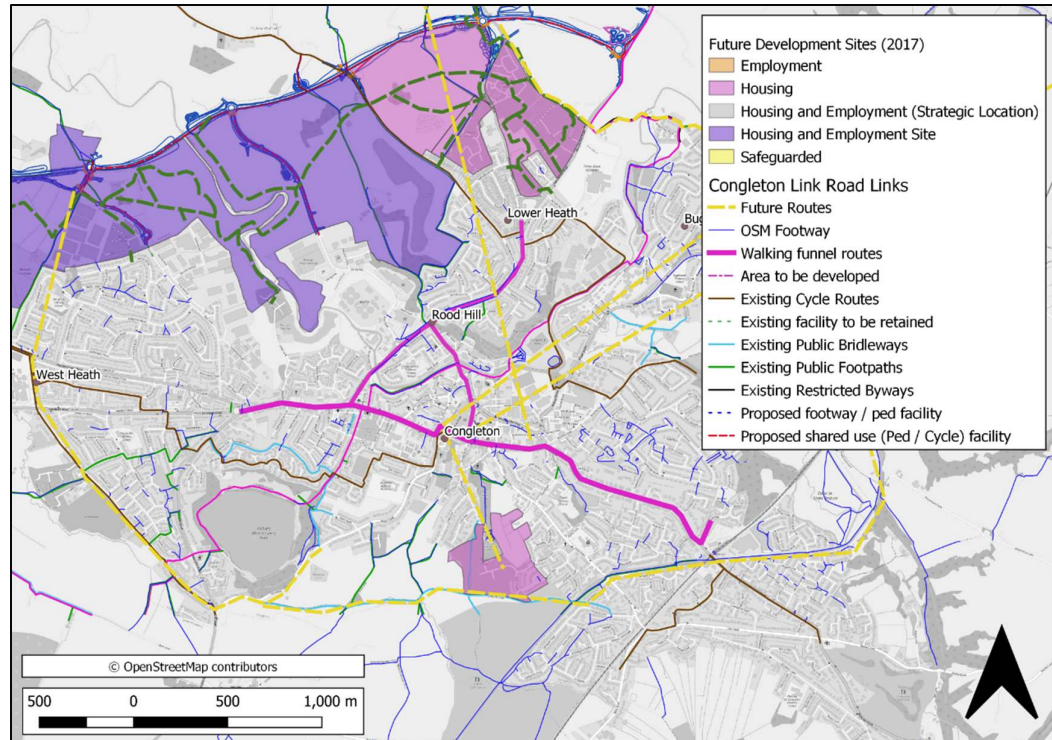 Future Development Sites (2017)
Employment
Housing
Housing and Employment (Strategic Location)
Housing and Employment Site
Safeguarded
Congleton Link Road Links
Future Routes
OSM Footway
Walking funnel routes
Area to be developed
Existing Cycle Routes
Existing facility to be retained
Existing Public Bridleways
Existing Public Footpaths
Existing Restricted Byways
Proposed footway / ped facility
Proposed shared use (Ped / Cycle) facility
Lower Heath
Bug
Rood Hill
West Heath
Congleton
© OpenStreetMap contributors
500 0 500 1,000 m